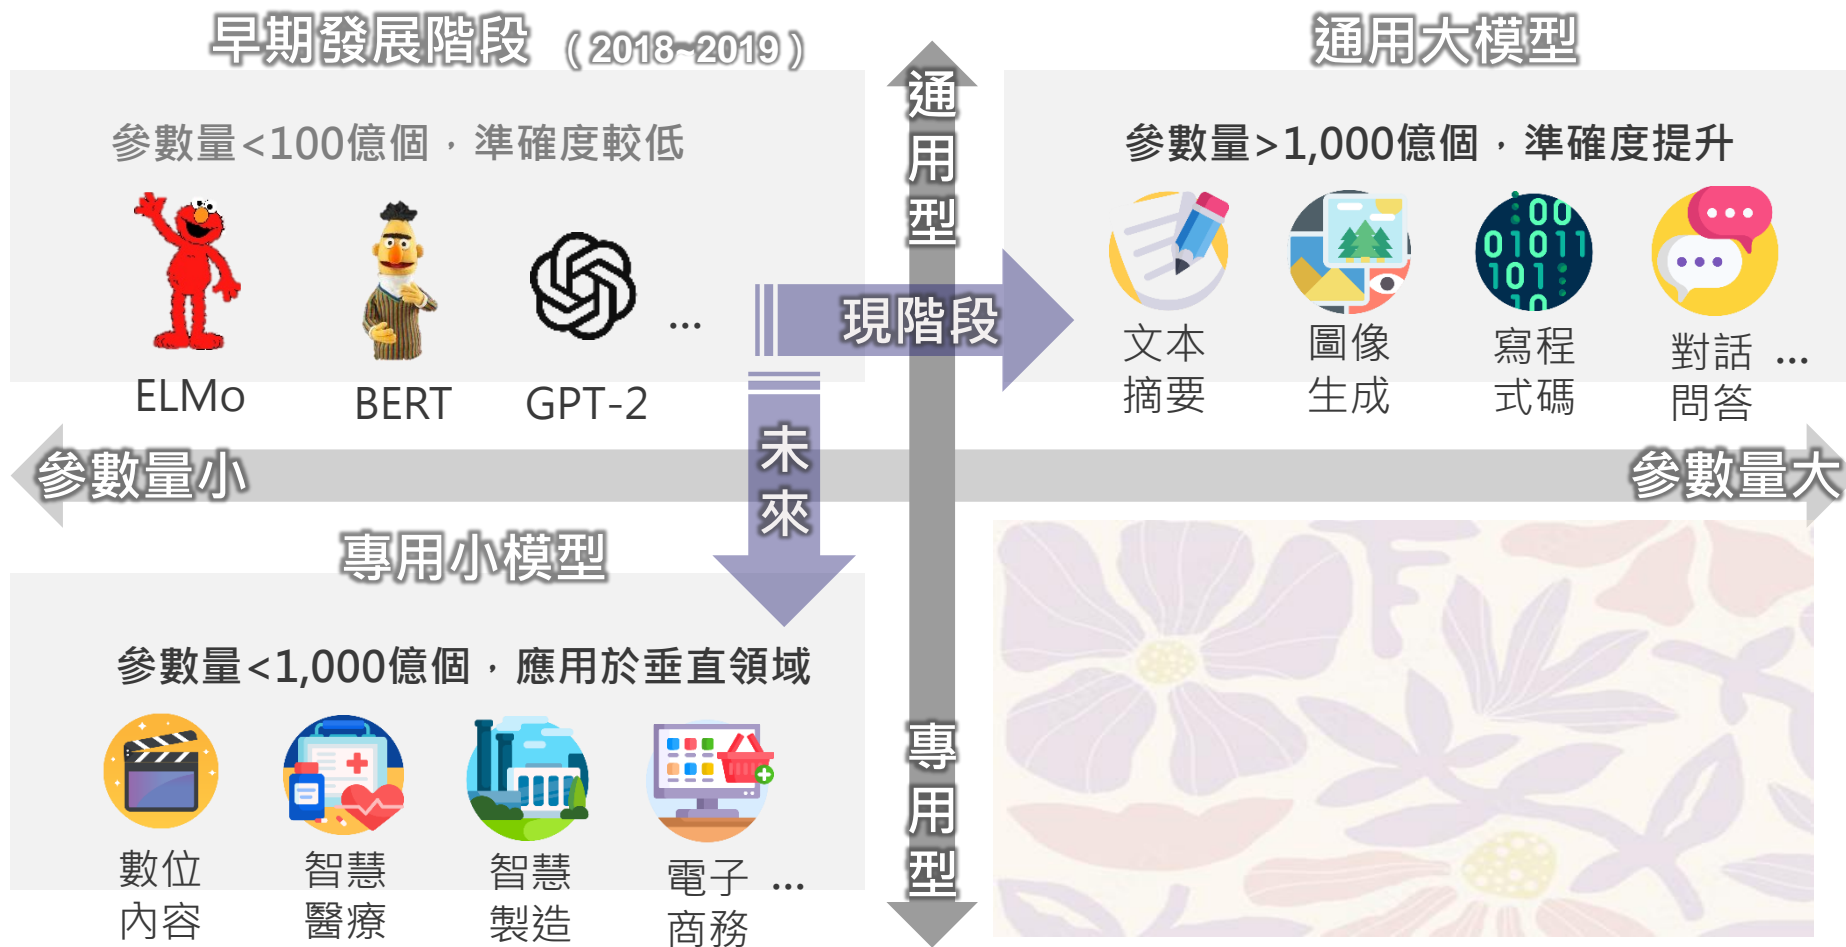 早期發展階段 (2018~2019)
參數量<100億個，準確度較低
ELMo
BERT
GPT-2
...
通用型
通用大模型
參數量>1,000億個，準確度提升
00
01011
101
10
文本
摘要
圖像
生成
寫程
式碼
對話
問答
...
現階段
未來
參數量小
參數量大
專用小模型
參數量<1,000億個，應用於垂直領域
數位
內容
智慧
醫療
智慧
製造
電子
商務
...
專用型